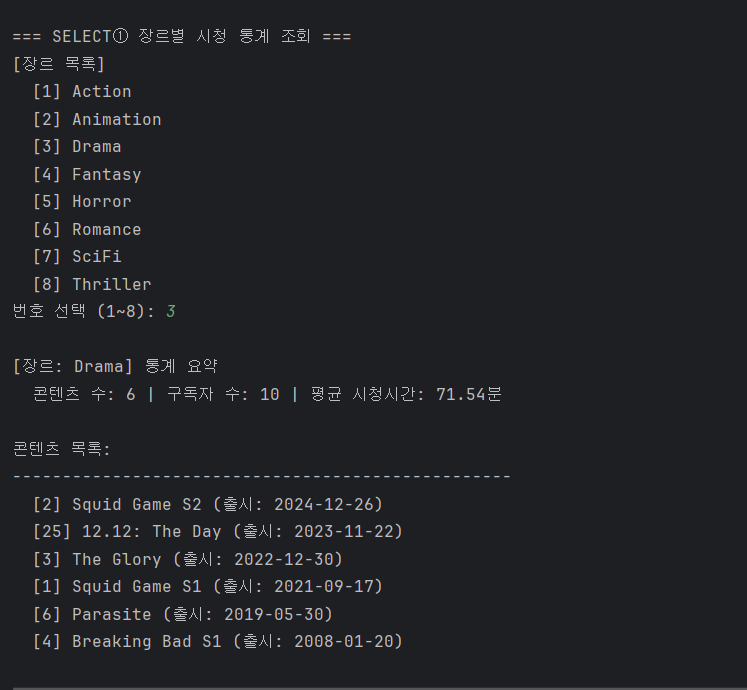 === SELECT① 장르별 시청 통계 조회 ===
[장르 목록]
[1] Action
[2] Animation
[3] Drama
[4] Fantasy
[5] Horror
[6] Romance
[7] SciFi
[8] Thriller
번호 선택 (1~8): 3
[장르: Drama] 통계 요약
콘텐츠 수: 6 | 구독자 수: 10 | 평균 시청시간: 71.54분
콘텐츠 목록:
--------------------------------------------------
[2] Squid Game S2 (출시: 2024-12-26)
[25] 12.12: The Day (출시: 2023-11-22)
[3] The Glory (출시: 2022-12-30)
[1] Squid Game S1 (출시: 2021-09-17)
[6] Parasite (출시: 2019-05-30)
[4] Breaking Bad S1 (출시: 2008-01-20)